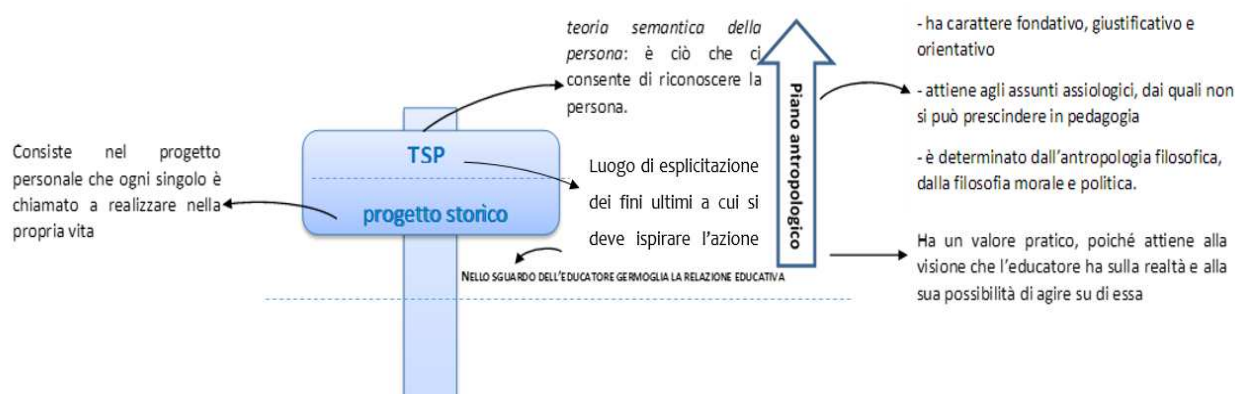 teoria semantica della
persona: è ciò che ci
consente di riconoscere la
persona.
Piano antropologico
- ha carattere fondativo, giustificativo e
orientativo
- attiene agli assunti assiologici, dai quali non
si può prescindere in pedagogia
- è determinato dall'antropologia filosofica,
dalla filosofia morale e politica.
Consiste nel progetto
personale che ogni singolo è
chiamato a realizzare nella
propria vita
TSP
progetto storico
Luogo di esplicitazione
dei fini ultimi a cui si
deve ispirare l'azione
NELLO SGUARDO DELL'EDUCATORE GERMOGLIA LA RELAZIONE EDUCATIVA
Ha un valore pratico, poiché attiene alla
visione che l'educatore ha sulla realtà e alla
sua possibilità di agire su di essa